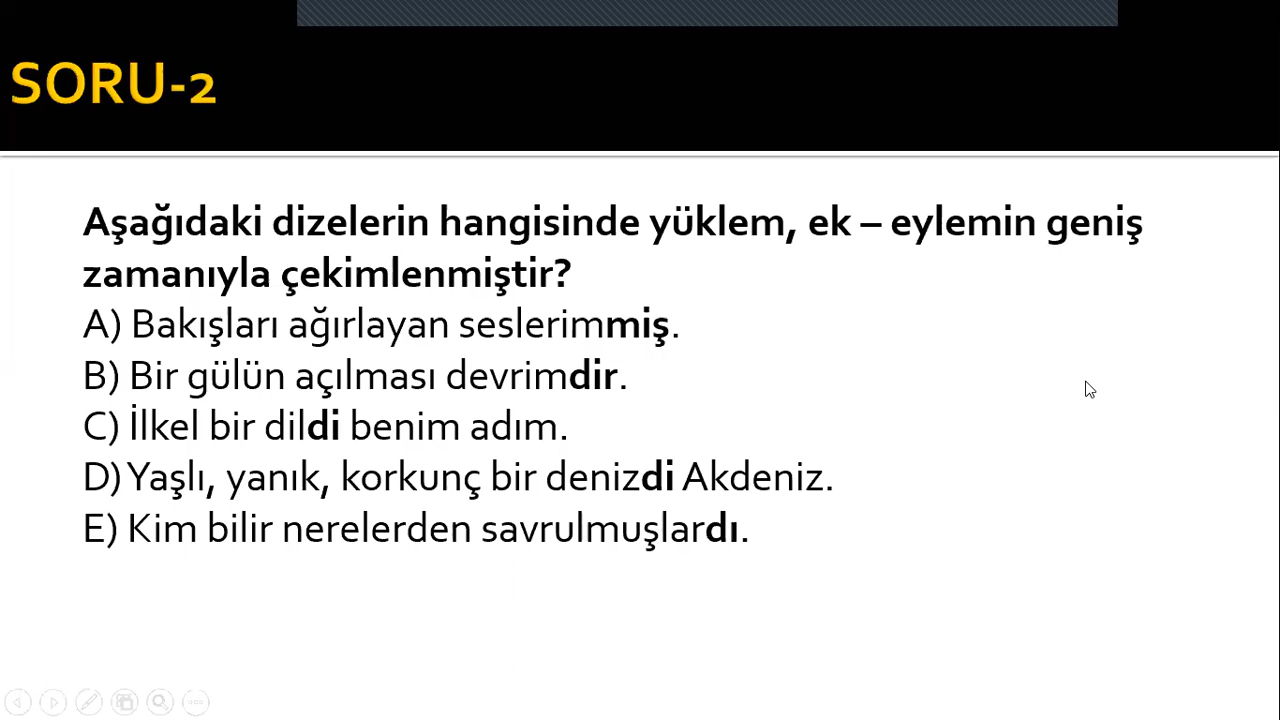 SORU-2
Aşağıdaki dizelerin hangisinde yüklem, ek – eylemin geniş
zamanıyla çekimlenmiştir?
A) Bakışları ağırlayan seslerimmiş.
B) Bir gülün açılması devrimdir.
C) İlkel bir dildi benim adım.
D) Yaşlı, yanık, korkunç bir denizdi Akdeniz.
E) Kim bilir nerelerden savrulmuşlardı.